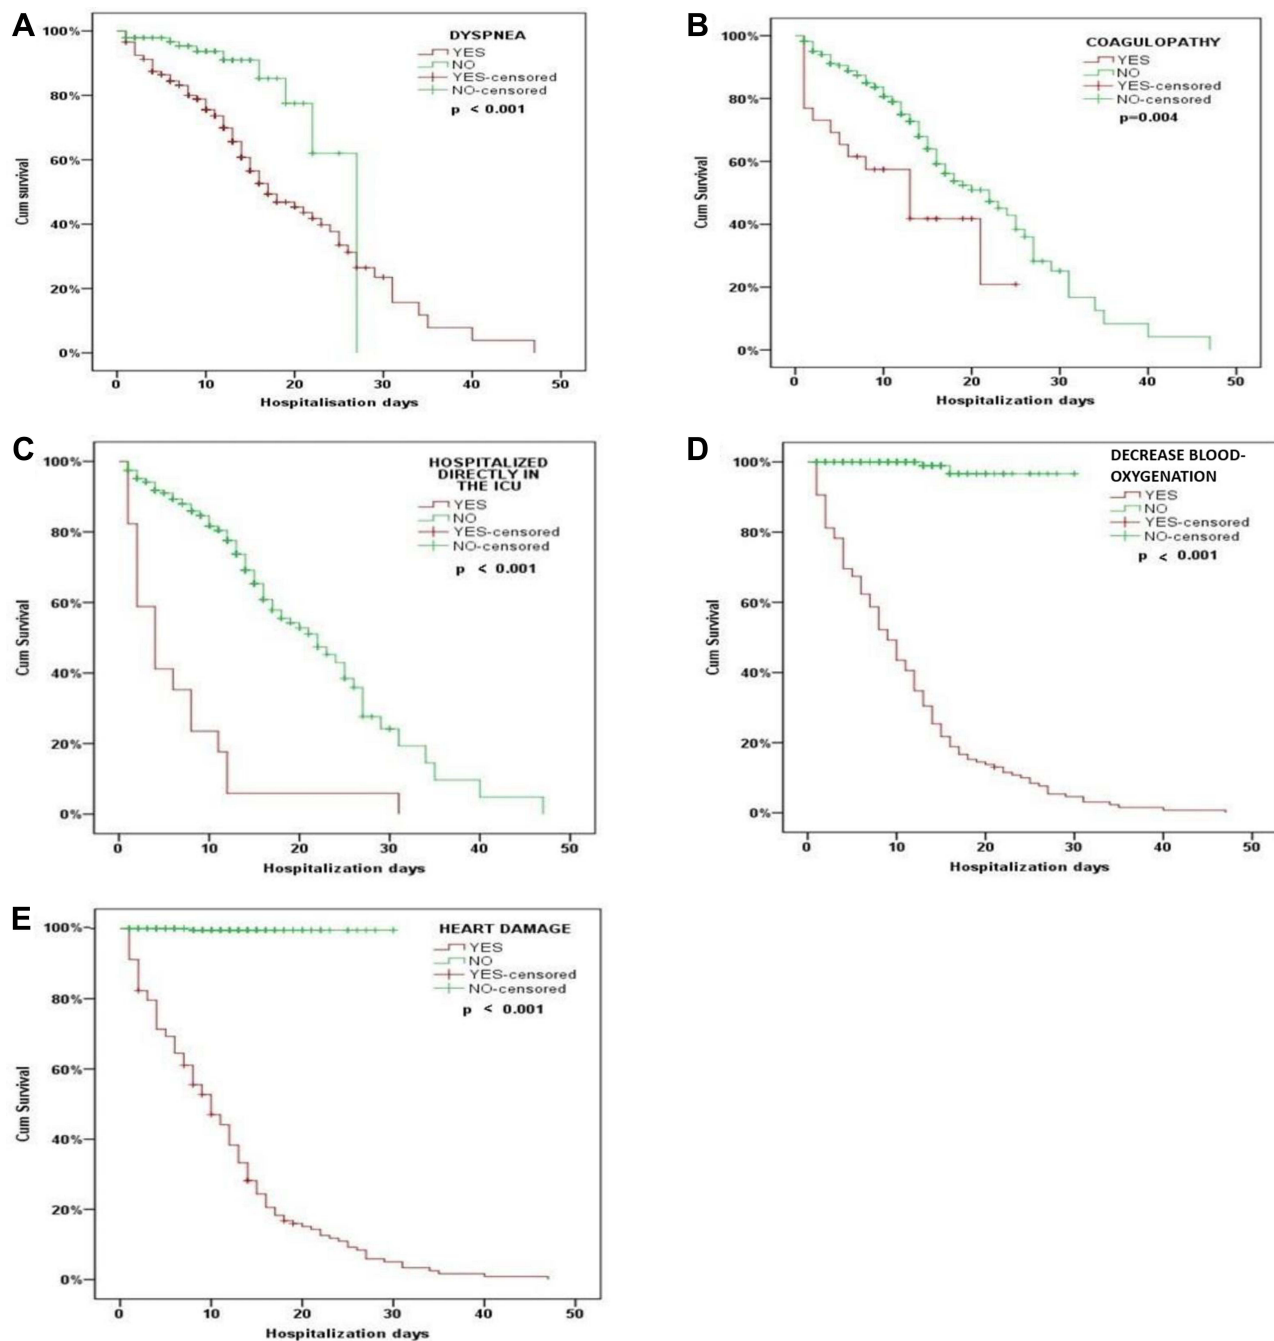 A
DYSPNEA
YES
NO
YES-censored
NO-censored
p < 0.001
100%
80%
60%
40%
20%
0%
Cum survival
0 10 20 30 40 50
Hospitalisation days
B
COAGULOPATHY
YES
NO
YES-censored
NO-censored
p=0.004
100%
80%
60%
40%
20%
0%
Cum Survival
0 10 20 30 40 50
Hospitalization days
C
HOSPITALIZED
DIRECTLY IN
THE ICU
YES
NO
YES-censored
NO-censored
p < 0.001
100%
80%
60%
40%
20%
0%
Cum Survival
0 10 20 30 40 50
Hospitalization days
D
DECREASE BLOOD-
OXYGENATION
YES
NO
YES-censored
NO-censored
p < 0.001
100%
80%
60%
40%
20%
0%
Cum Survival
0 10 20 30 40 50
Hospitalization days
E
HEART DAMAGE
YES
NO
YES-censored
NO-censored
p < 0.001
100%
80%
60%
40%
20%
0%
Cum Survival
0 10 20 30 40 50
Hospitalization days